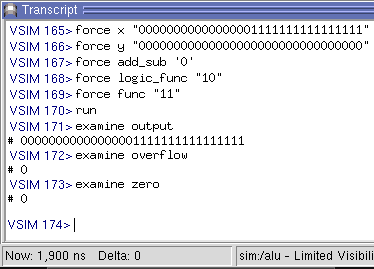 Transcript
VSIM 165> force x "00000000000000001111111111111111"
VSIM 166> force y "00000000000000000000000000000000"
VSIM 167> force add_sub '0'
VSIM 168> force logic_func "10"
VSIM 169> force func "11"
VSIM 170> run
VSIM 171> examine output
# 00000000000000001111111111111111
VSIM 172> examine overflow
# 0
VSIM 173> examine zero
# 0
VSIM 174>
Now: 1,900 ns Delta: 0 sim:/alu - Limited Visibili